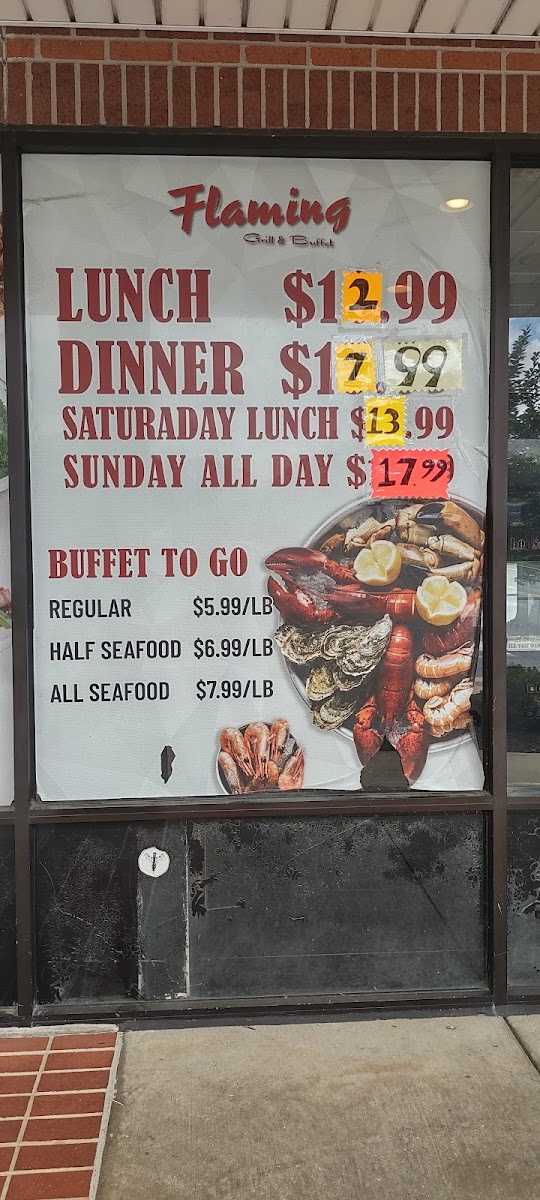 Flaming
Grill & Buffet
LUNCH $12.99
DINNER $17.99
SATURADAY LUNCH $13.99
SUNDAY ALL DAY $17.99
BUFFET TO GO
REGULAR $5.99/LB
HALF SEAFOOD $6.99/LB
ALL SEAFOOD $7.99/LB